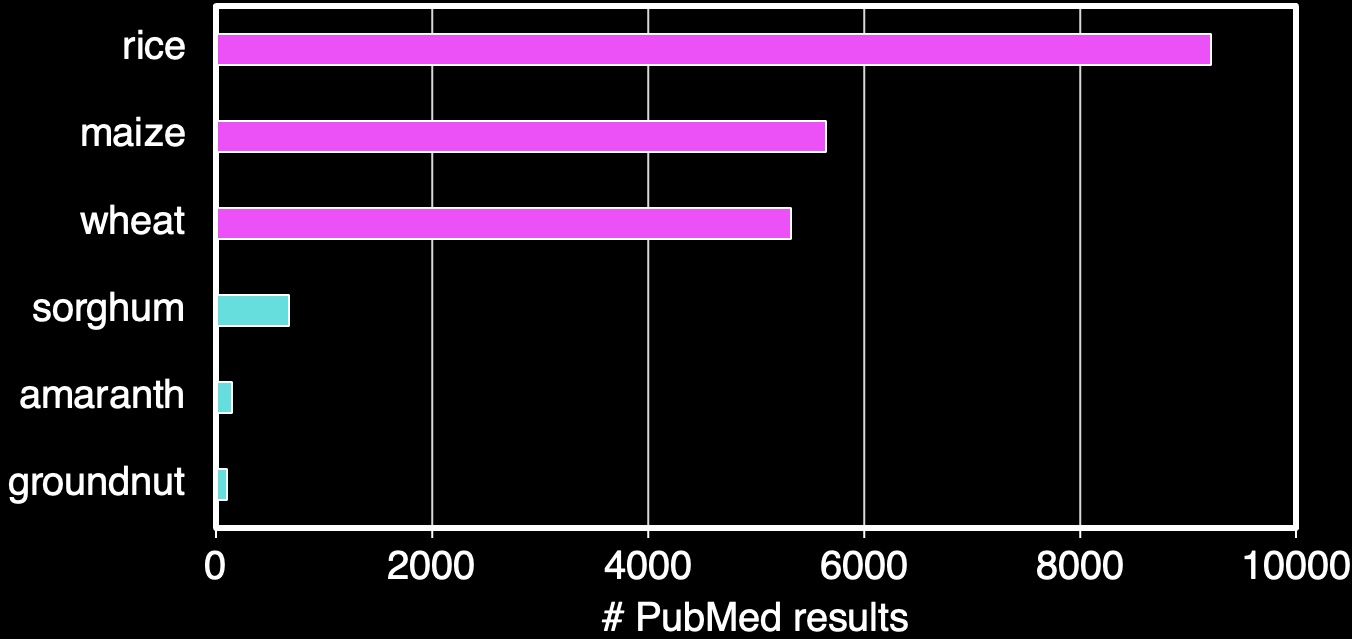 rice
maize
wheat
sorghum
amaranth
groundnut
0 2000 4000 6000 8000 10000
# PubMed results